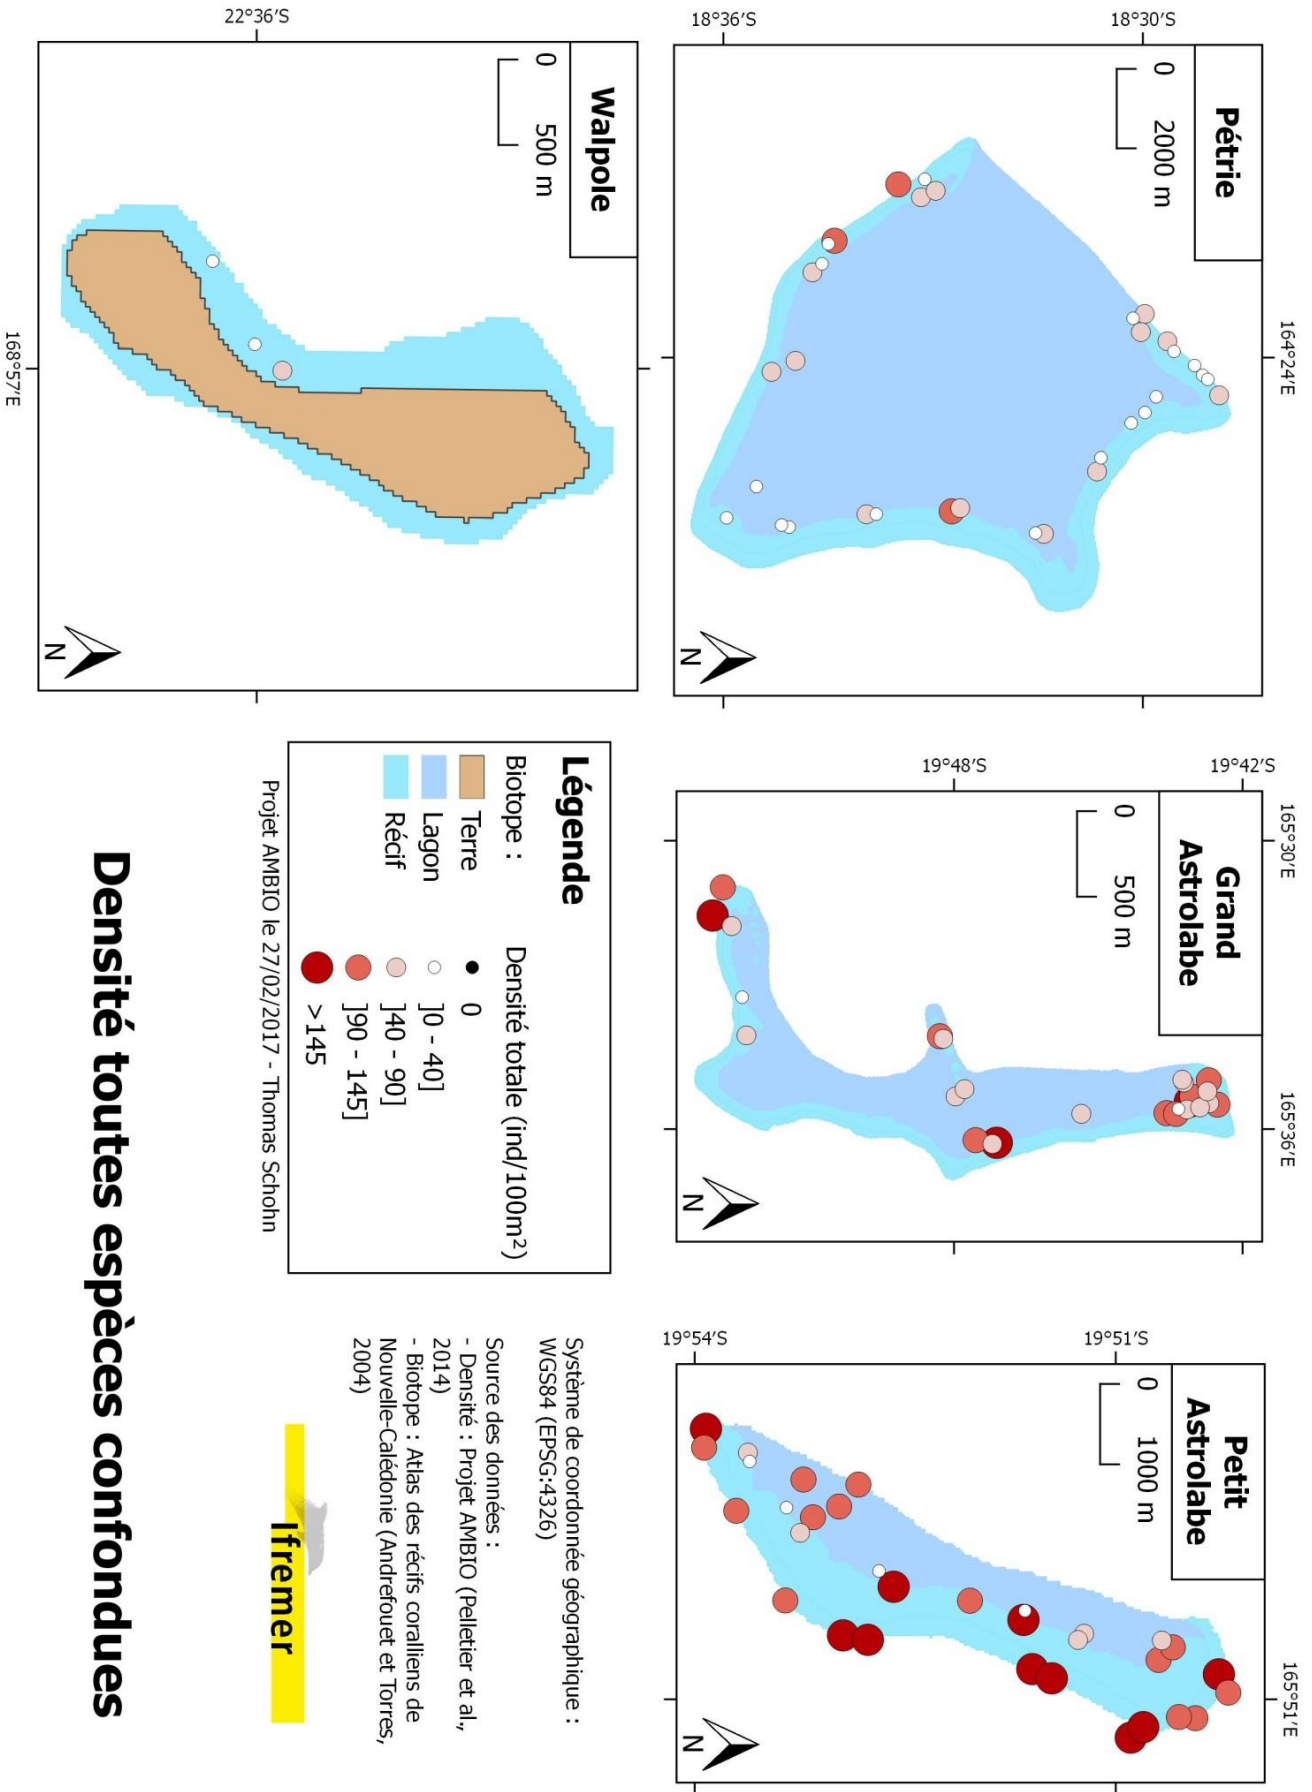 Pétrie
0 2000 m
164°24'E
18°30'S
18°36'S
N
Grand
Astrolabe
0 500 m
165°30'E
165°36'E
19°42'S
19°48'S
N
Petit
Astrolabe
0 1000 m
165°51'E
19°51'S
19°54'S
N
Walpole
0 500 m
22°36'S
168°57'E
N
Légende
Biotope :
Terre
Lagon
Récif
Densité totale (ind/100m²)
0
]0 - 40]
]40 - 90]
]90 - 145]
>145
Projet AMBIO le 27/02/2017 - Thomas Schohn
Système de coordonnée géographique :
WGS84 (EPSG:4326)
Source des données :
- Densité : Projet AMBIO (Pelletier et al.,
2014)
- Biotope : Atlas des récifs coralliens de
Nouvelle-Calédonie (Andrefouet et Torres,
2004)
Ifremer
Densité toutes espèces confondues